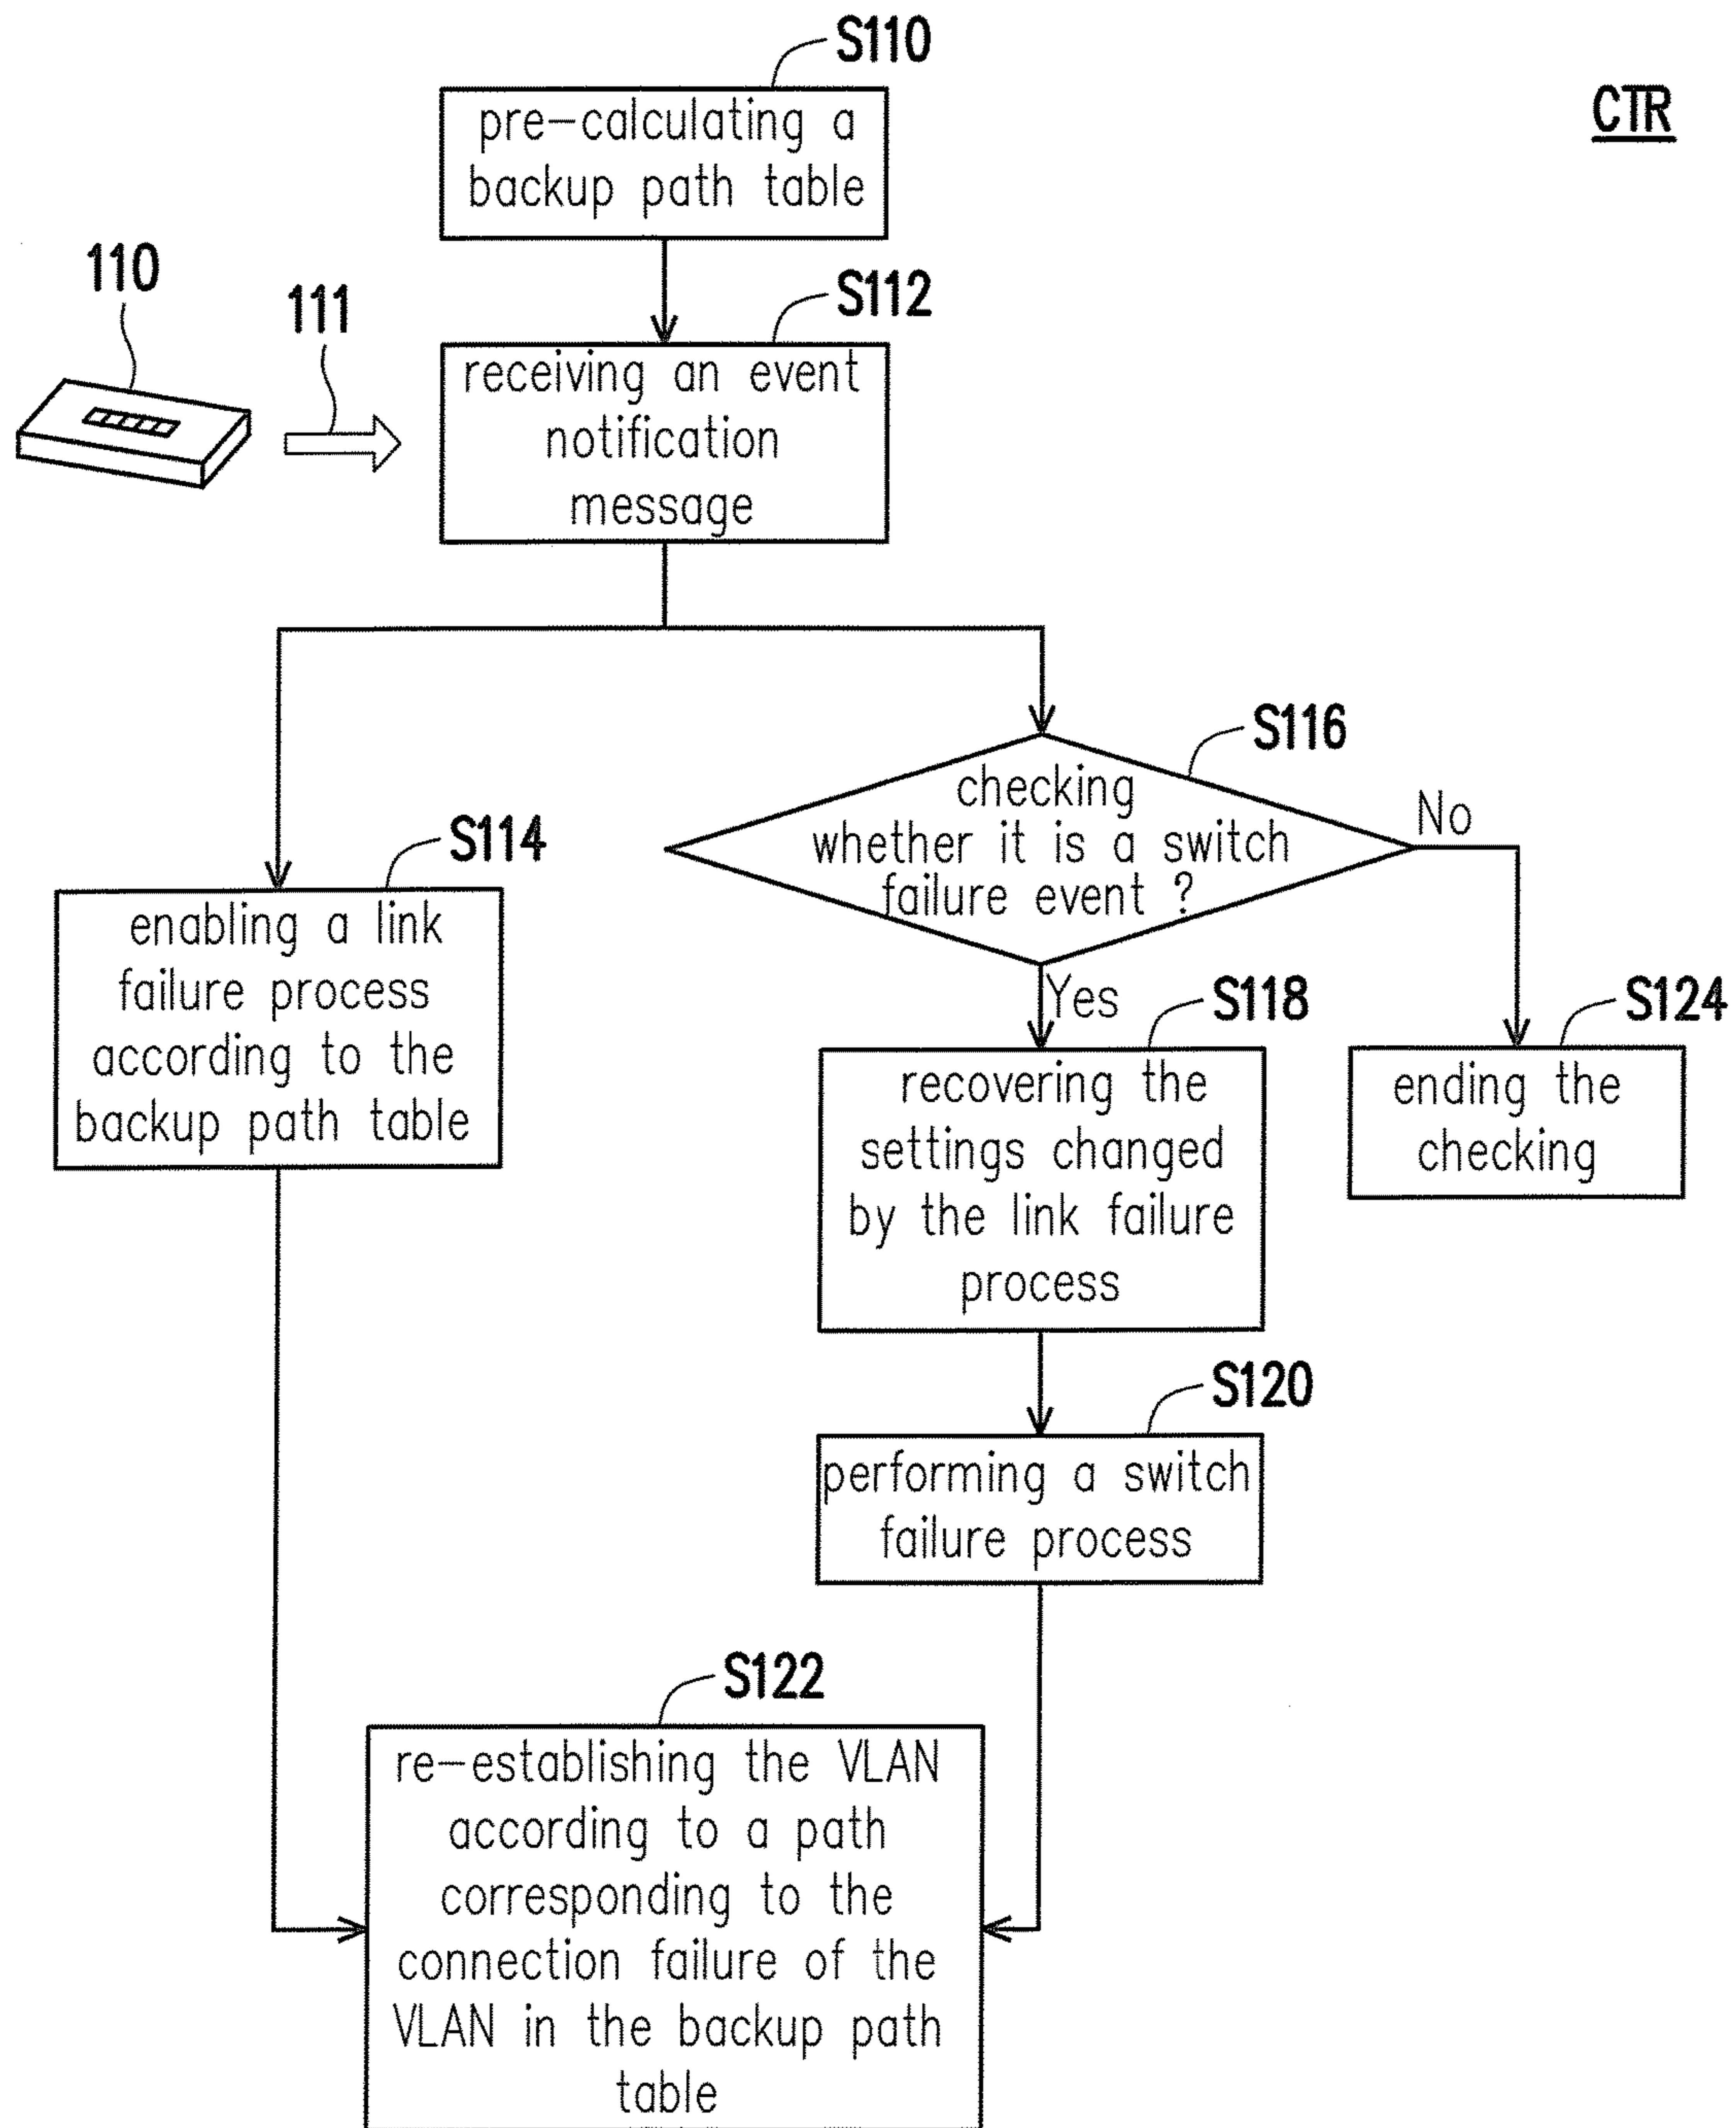 S110
CTR
pre-calculating a
backup path table
110
111
S112
receiving an event
notification
message
S116
checking
whether it is a switch
failure event ?
No
S114
enabling a link
failure process
according to the
backup path table
Yes
S118
recovering the
settings changed
by the link failure
process
S124
ending the
checking
S120
performing a switch
failure process
S122
re-establishing the VLAN
according to a path
corresponding to the
connection failure of the
VLAN in the backup path
table